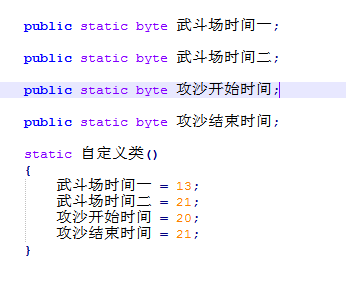 public static byte 武斗场时间一;
public static byte 武斗场时间二;
public static byte 攻沙开始时间;
public static byte 攻沙结束时间;
static 自定义类()
{
武斗场时间一 = 13;
武斗场时间二 = 21;
攻沙开始时间 = 20;
攻沙结束时间 = 21;
}